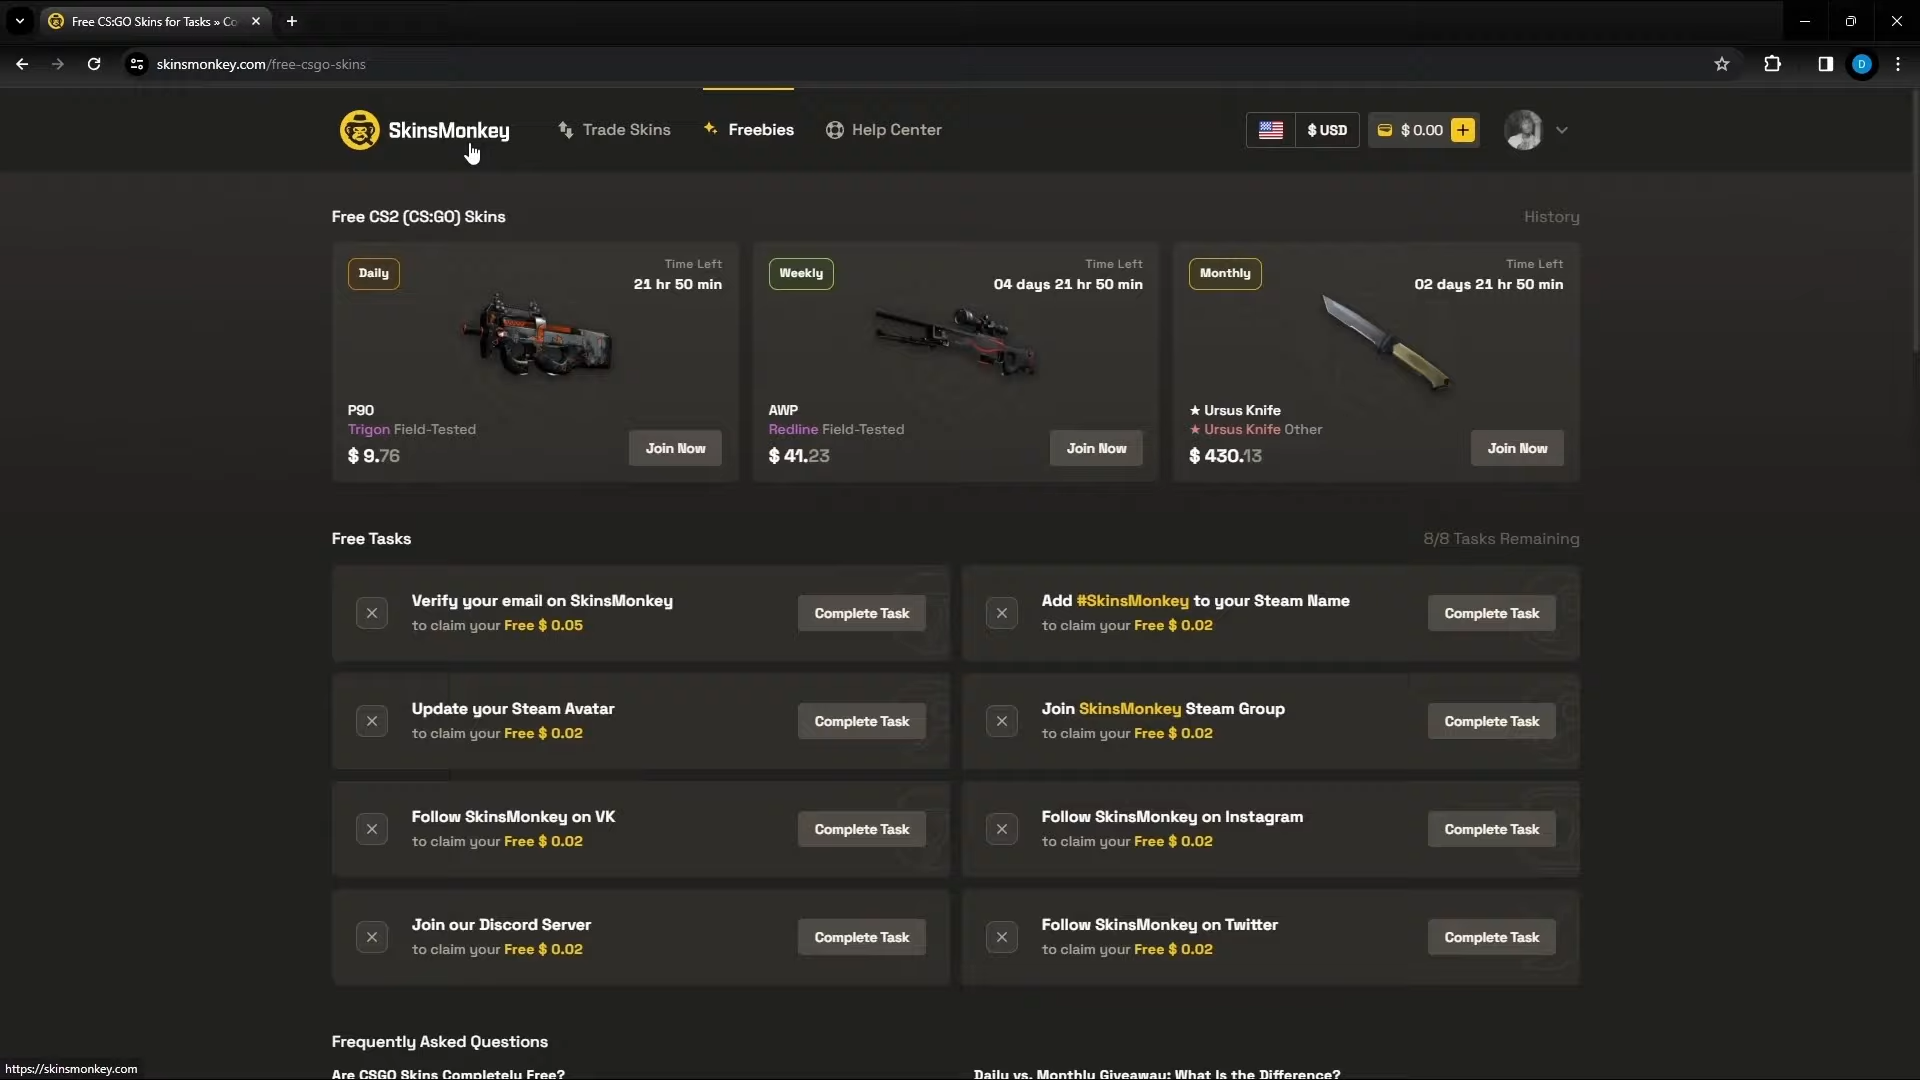 Free CS:GO Skins for Tasks » Co
skinsmonkey.com/free-csgo-skins
D
SkinsMonkey
Trade Skins
Freebies
Help Center
$ USD
$ 0.00
Free CS2 (CS:GO) Skins
History
Daily
Time Left
21 hr 50 min
P90
Trigon Field-Tested
$ 9.76
Join Now
Weekly
Time Left
04 days 21 hr 50 min
AWP
Redline Field-Tested
$ 41.23
Join Now
Monthly
Time Left
02 days 21 hr 50 min
★ Ursus Knife
★ Ursus Knife Other
$ 430.13
Join Now
Free Tasks
8/8 Tasks Remaining
Verify your email on SkinsMonkey
to claim your Free $ 0.05
Complete Task
Add #SkinsMonkey to your Steam Name
to claim your Free $ 0.02
Complete Task
Update your Steam Avatar
to claim your Free $ 0.02
Complete Task
Join SkinsMonkey Steam Group
to claim your Free $ 0.02
Complete Task
Follow SkinsMonkey on VK
to claim your Free $ 0.02
Complete Task
Follow SkinsMonkey on Instagram
to claim your Free $ 0.02
Complete Task
Join our Discord Server
to claim your Free $ 0.02
Complete Task
Follow SkinsMonkey on Twitter
to claim your Free $ 0.02
Complete Task
Frequently Asked Questions
Are CSGO Skins Completely Free?
Daily vs. Monthly Giveaway: What Is the Difference?
https://skinsmonkey.com